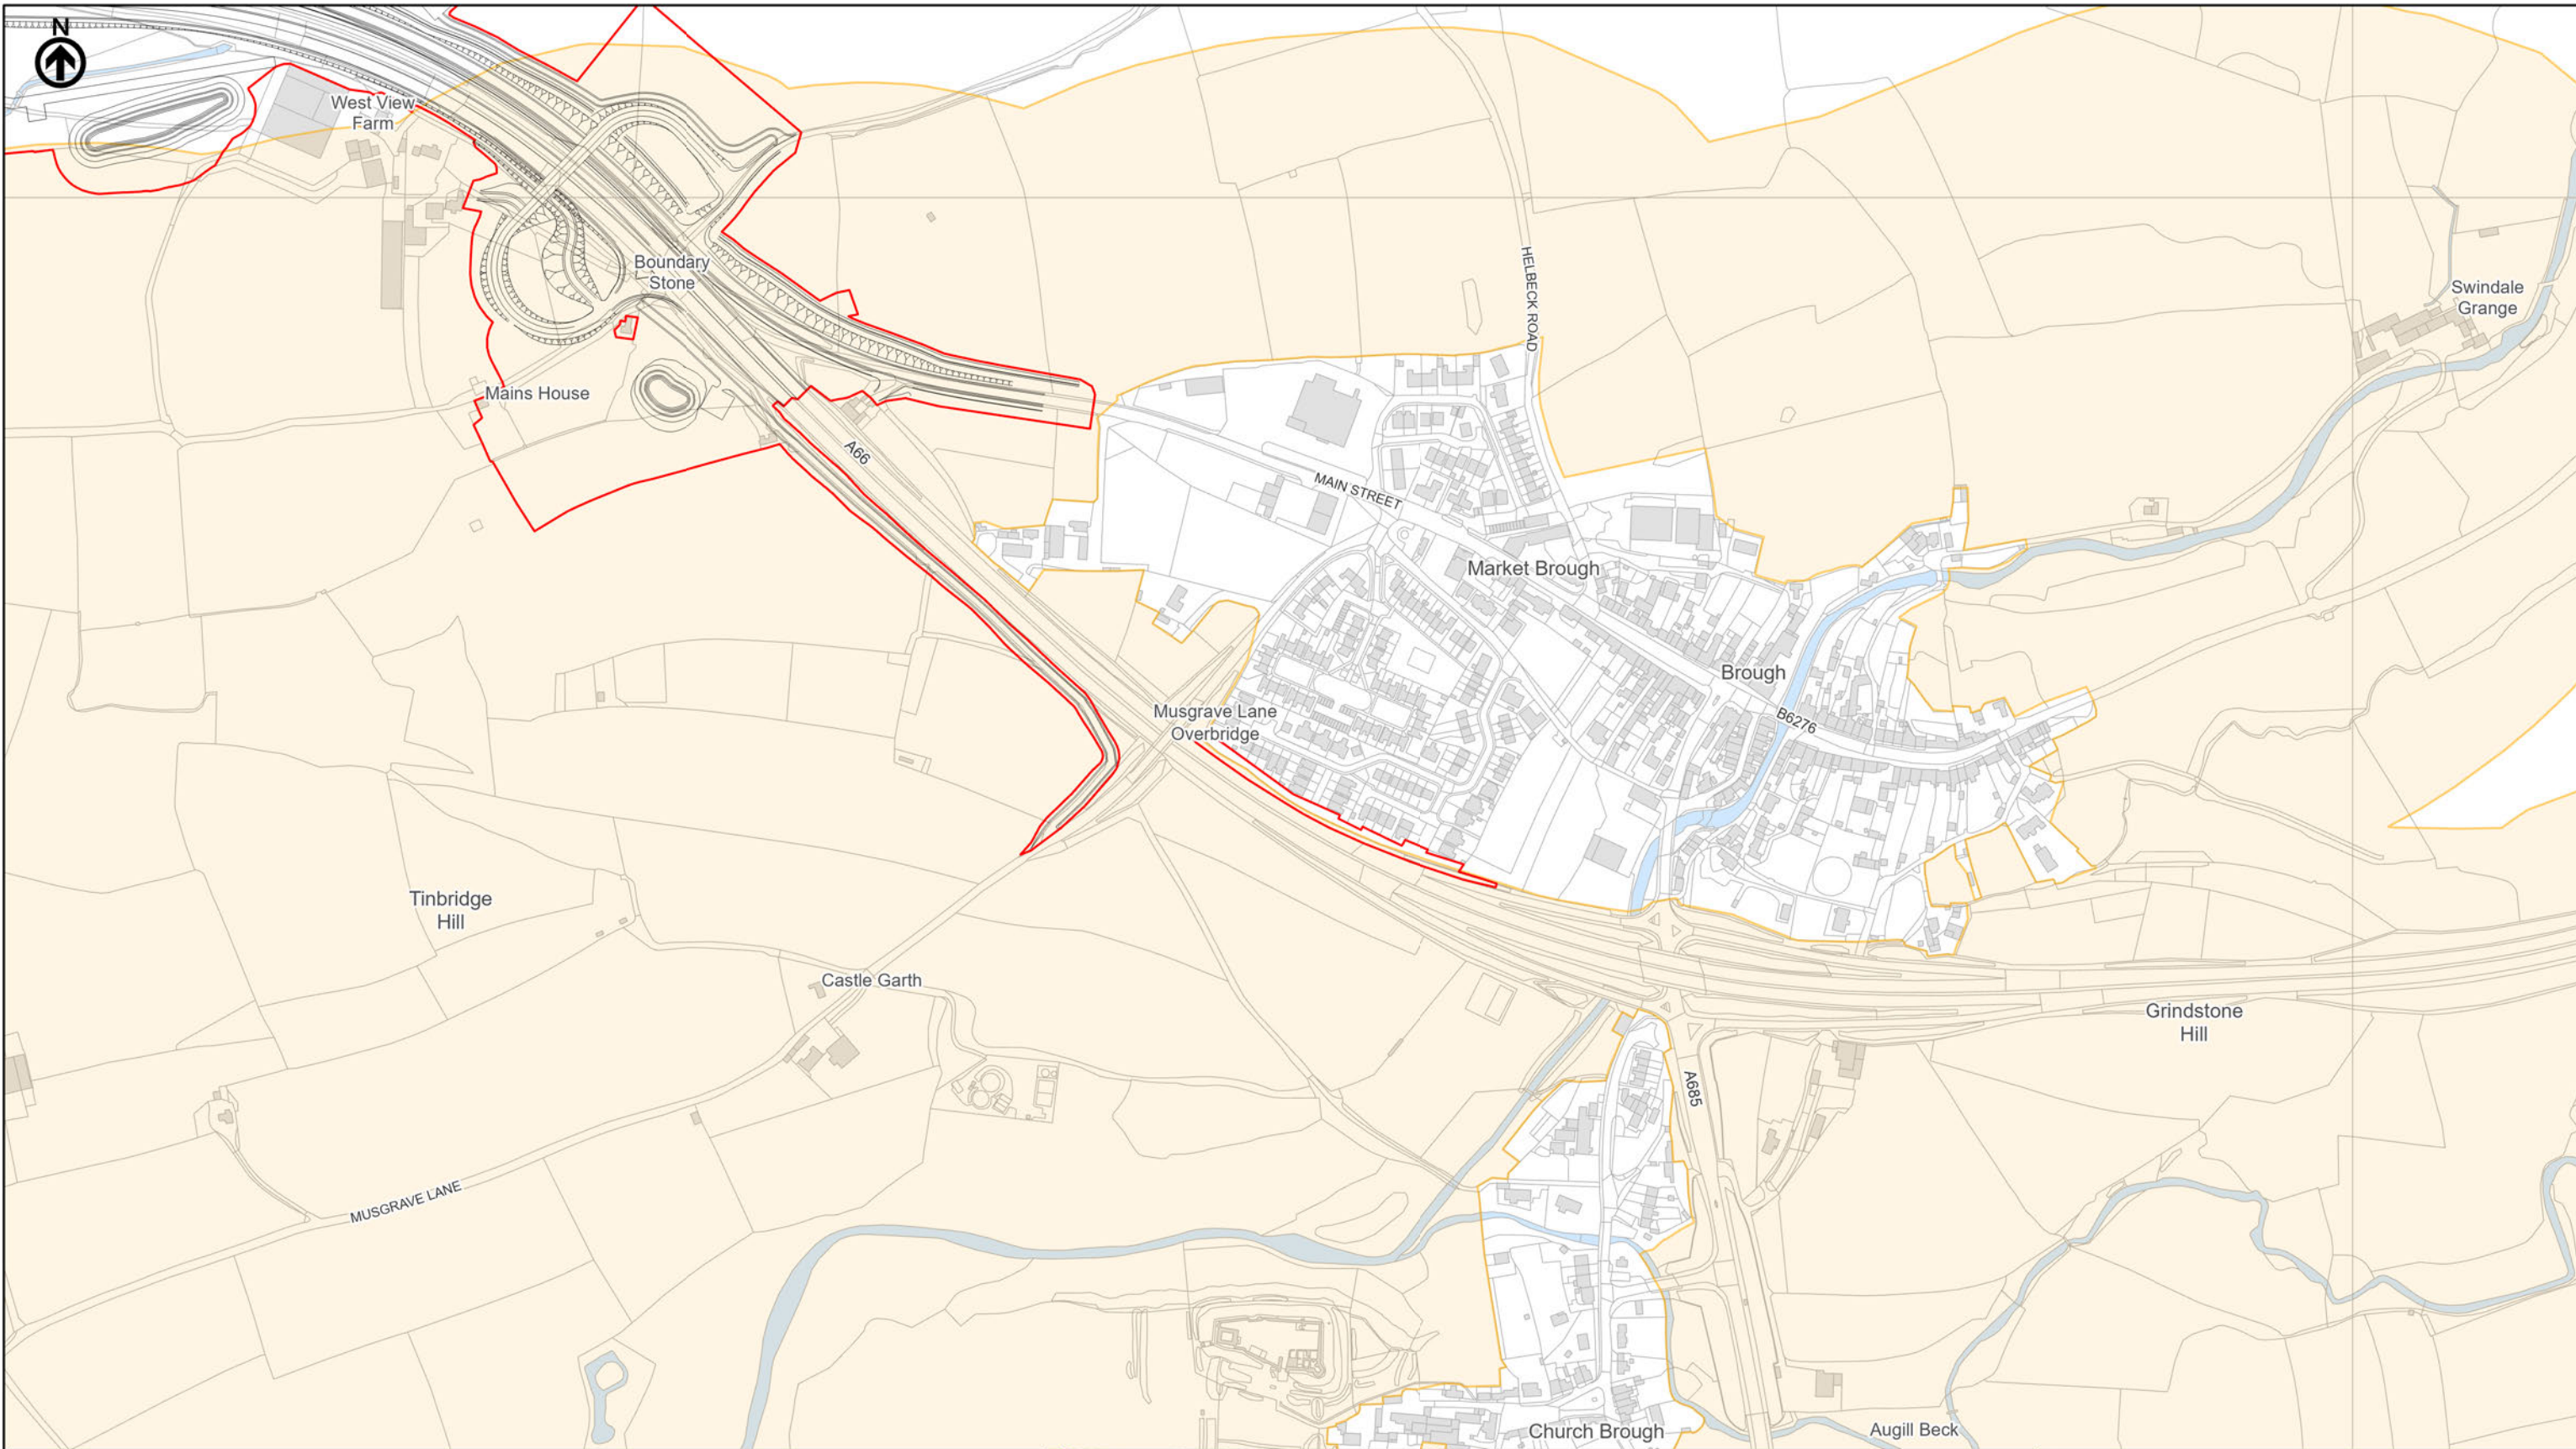 N
West View
Farm
Boundary
Stone
HELBECK ROAD
Swindale
Grange
Mains House
A66
MAIN STREET
Market Brough
Brough
Musgrave Lane
Overbridge
B6276
Tinbridge
Hill
Castle Garth
Grindstone
Hill
A685
MUSGRAVE LANE
Church Brough
Augill Beck